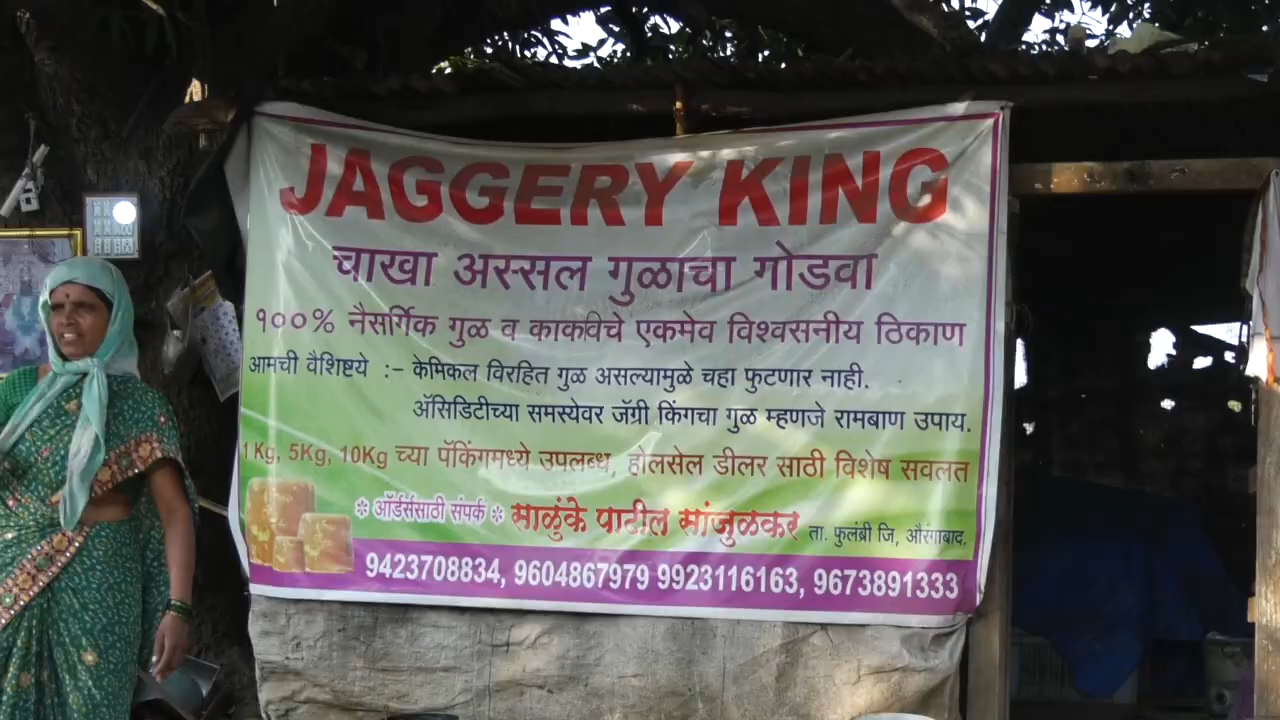 JAGGERY KING
चाखा अस्सल गुळाचा गोडवा
१००% नैसर्गिक गुळ व काकवीचे एकमेव विश्वसनीय ठिकाण
आमची वैशिष्टये :- केमिकल विरहित गुळ असल्यामुळे चहा फुटणार नाही.
ॲसिडिटीच्या समस्येवर जॅग्री किंगचा गुळ म्हणजे रामबाण उपाय.
1 Kg, 5Kg, 10Kg च्या पॅकिंगमध्ये उपलब्ध, होलसेल डीलर साठी विशेष सवलत
❇ ऑर्डर्ससाठी संपर्क ❇ साळुंके पाटील सांजुळकर ता. फुलंब्री जि, औरंगाबाद.
9423708834, 9604867979 9923116163, 9673891333